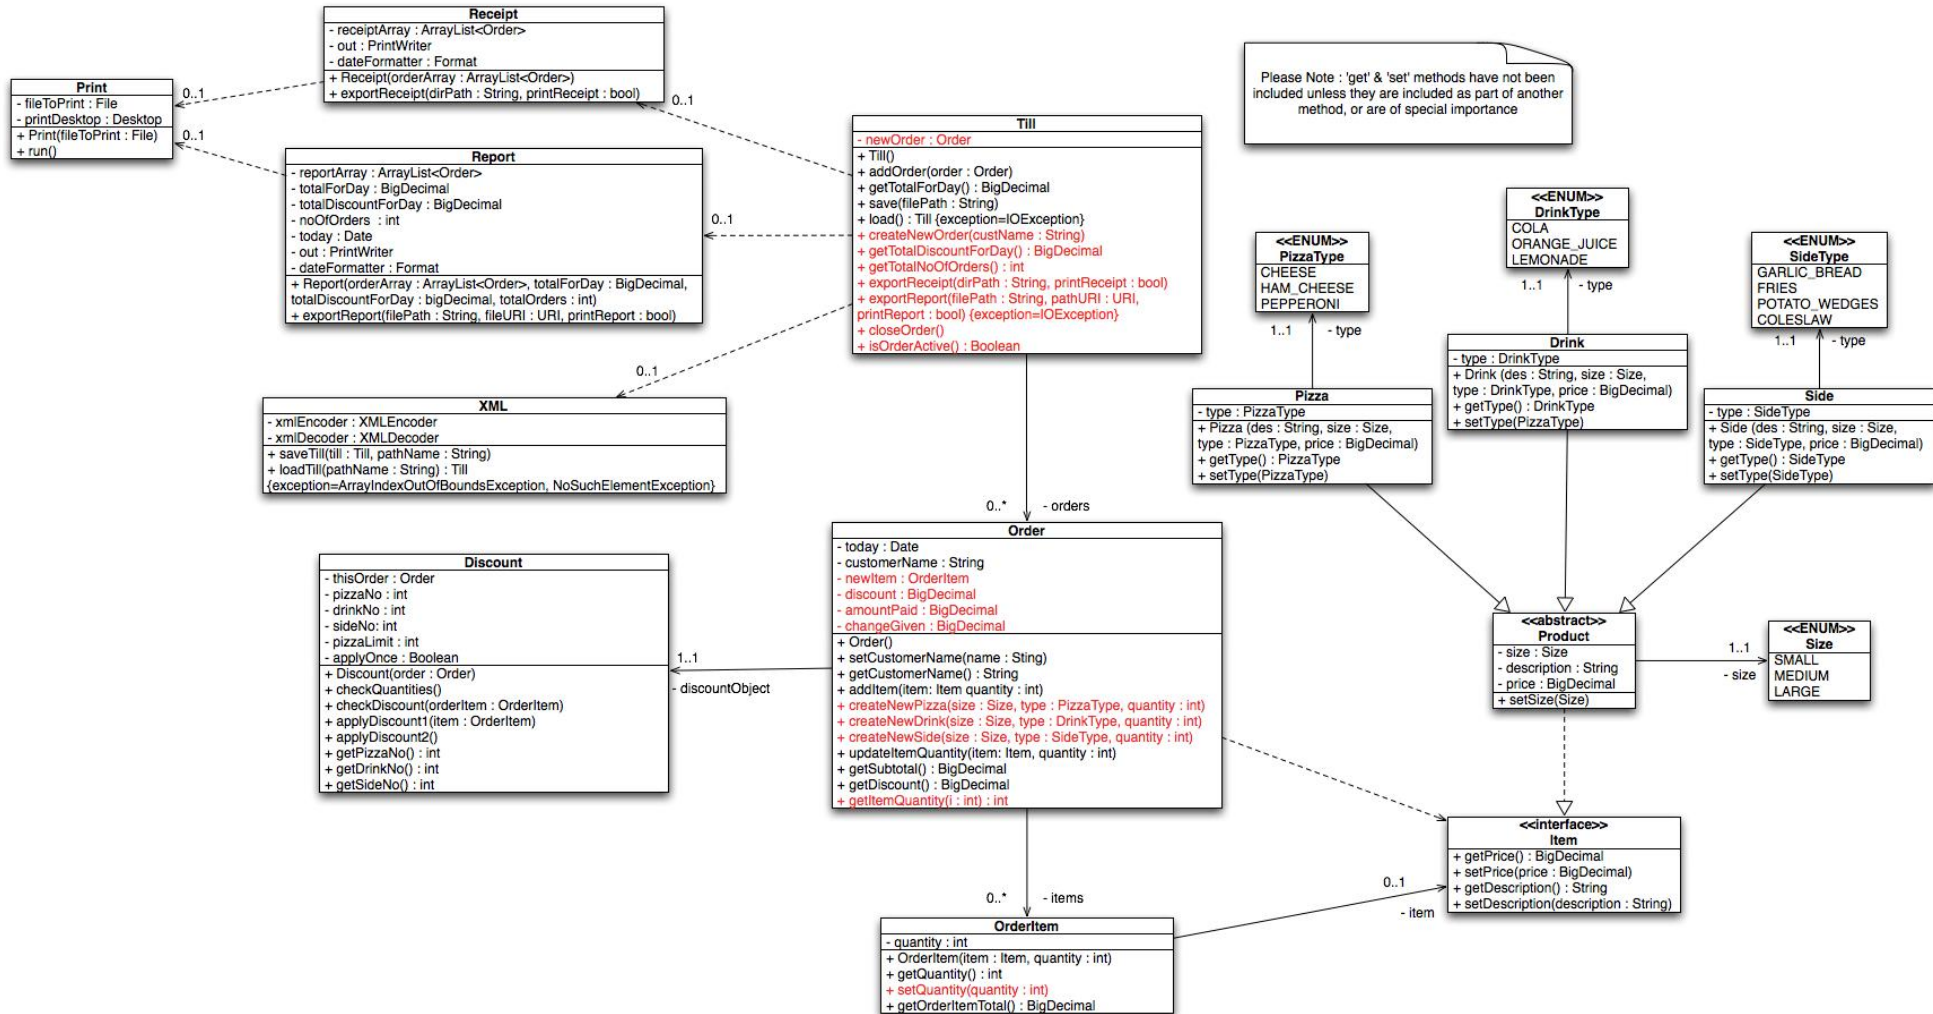 Receipt
- receiptArray : ArrayList<Order>
- out : PrintWriter
- dateFormatter : Format
+ Receipt(orderArray : ArrayList<Order>)
+ exportReceipt(dirPath : String, printReceipt : bool)
Print
- fileToPrint : File
- printDesktop : Desktop
+ Print(fileToPrint : File)
+ run()
0..1
0..1
0..1
Report
- reportArray : ArrayList<Order>
- totalForDay : BigDecimal
- totalDiscountForDay : BigDecimal
- noOfOrders : int
- today : Date
- out : PrintWriter
- dateFormatter : Format
+ Report(orderArray : ArrayList<Order>, totalForDay : BigDecimal,
totalDiscountForDay : bigDecimal, totalOrders : int)
+ exportReport(filePath : String, fileURI : URI, printReport : bool)
0..1
Till
- newOrder : Order
+ Till()
+ addOrder(order : Order)
+ getTotalForDay() : BigDecimal
+ save(filePath : String)
+ load() : Till {exception=IOException}
+ createNewOrder(custName : String)
+ getTotalDiscountForDay() : BigDecimal
+ getTotalNoOfOrders() : int
+ exportReceipt(dirPath : String, printReceipt : bool)
+ exportReport(filePath : String, pathURI : URI,
printReport : bool) {exception=IOException}
+ closeOrder()
+ isOrderActive() : Boolean
Please Note : 'get' & 'set' methods have not been
included unless they are included as part of another
method, or are of special importance
<<ENUM>>
DrinkType
COLA
ORANGE_JUICE
LEMONADE
1..1
- type
<<ENUM>>
PizzaType
CHEESE
HAM_CHEESE
PEPPERONI
1..1
- type
<<ENUM>>
SideType
GARLIC_BREAD
FRIES
POTATO_WEDGES
COLESLAW
1..1
- type
Drink
- type : DrinkType
+ Drink (des : String, size : Size,
type : DrinkType, price : BigDecimal)
+ getType() : DrinkType
+ setType(PizzaType)
Pizza
- type : PizzaType
+ Pizza (des : String, size : Size,
type : PizzaType, price : BigDecimal)
+ getType() : PizzaType
+ setType(PizzaType)
Side
- type : SideType
+ Side (des : String, size : Size,
type : SideType, price : BigDecimal)
+ getType() : SideType
+ setType(SideType)
0..1
XML
- xmlEncoder : XMLEncoder
- xmlDecoder : XMLDecoder
+ saveTill(till : Till, pathName : String)
+ loadTill(pathName : String) : Till
{exception=ArrayIndexOutOfBoundsException, NoSuchElementException}
0..*
- orders
Order
- today : Date
- customerName : String
- newItem : OrderItem
- discount : BigDecimal
- amountPaid : BigDecimal
- changeGiven : BigDecimal
+ Order()
+ setCustomerName(name : Sting)
+ getCustomerName() : String
+ addItem(item: Item quantity : int)
+ createNewPizza(size : Size, type : PizzaType, quantity : int)
+ createNewDrink(size : Size, type : DrinkType, quantity : int)
+ createNewSide(size : Size, type : SideType, quantity : int)
+ updateItemQuantity(item: Item, quantity : int)
+ getSubtotal() : BigDecimal
+ getDiscount() : BigDecimal
+ getItemQuantity(i : int) : int
Discount
- thisOrder : Order
- pizzaNo : int
- drinkNo : int
- sideNo: int
- pizzaLimit : int
- applyOnce : Boolean
+ Discount(order : Order)
+ checkQuantities()
+ checkDiscount(orderItem : OrderItem)
+ applyDiscount1(item : OrderItem)
+ applyDiscount2()
+ getPizzaNo() : int
+ getDrinkNo() : int
+ getSideNo() : int
1..1
- discountObject
<<abstract>>
Product
- size : Size
- description : String
- price : BigDecimal
+ setSize(Size)
1..1
- size
<<ENUM>>
Size
SMALL
MEDIUM
LARGE
<<interface>>
Item
+ getPrice() : BigDecimal
+ setPrice(price : BigDecimal)
+ getDescription() : String
+ setDescription(description : String)
0..1
- item
0..*
- items
OrderItem
- quantity : int
+ OrderItem(item : Item, quantity : int)
+ getQuantity() : int
+ setQuantity(quantity : int)
+ getOrderItemTotal() : BigDecimal